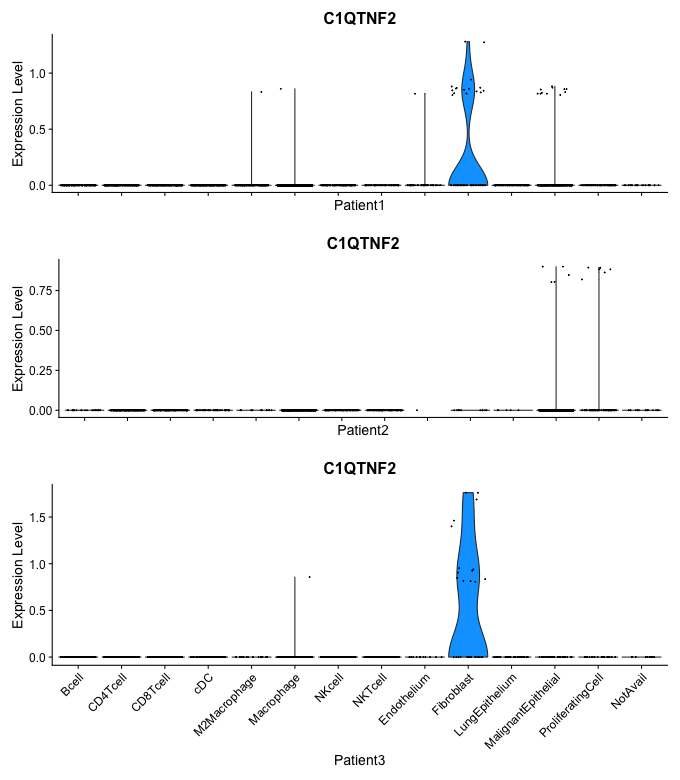 C1QTNF2
Expression Level
1.0
0.5
0.0
Patient1
C1QTNF2
Expression Level
0.75
0.50
0.25
0.00
Patient2
C1QTNF2
Expression Level
1.5
1.0
0.5
0.0
Bcell
CD4Tcell
CD8Tcell
cDC
M2Macrophage
Macrophage
NKcell
NKTcell
Endothelium
Fibroblast
LungEpithelium
MalignantEpithelial
ProliferatingCell
NotAvail
Patient3